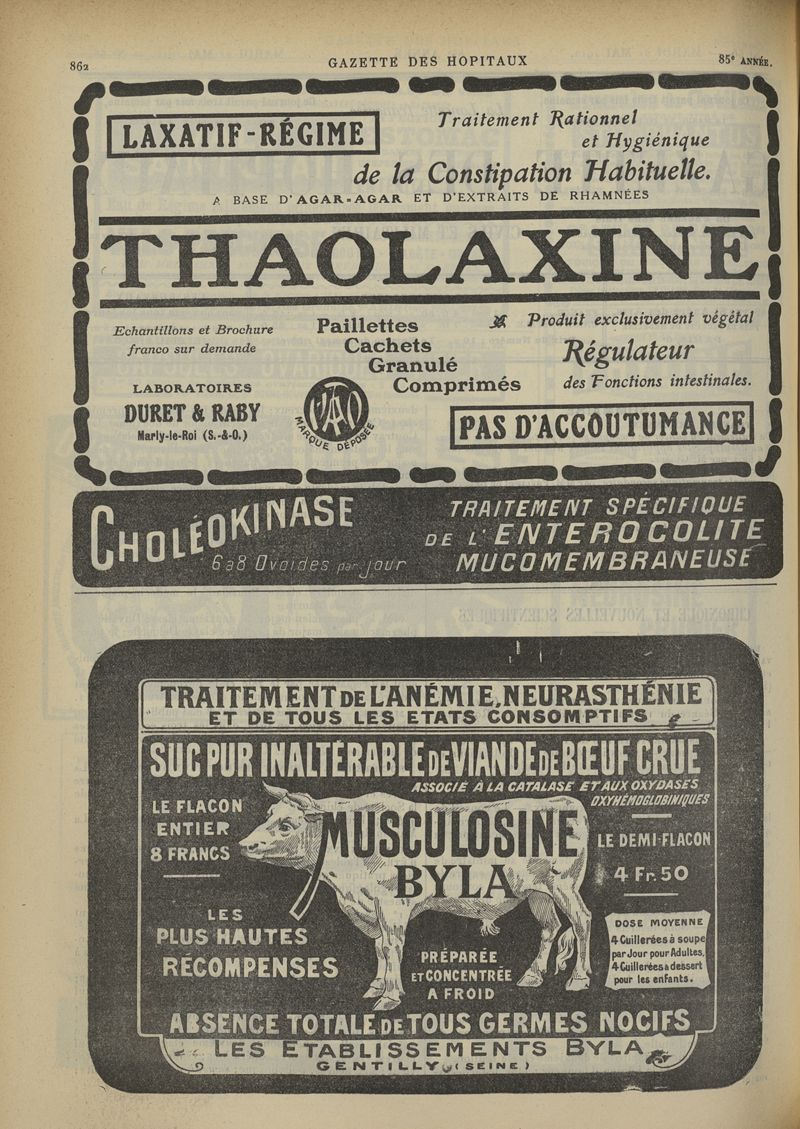 862
GAZETTE DES HOPITAUX
85e ANNÉE.
LAXATIF-RÉGIME
Traitement Rationnel
et Hygiénique
de la Constipation Habituelle.
A BASE D'AGAR-AGAR ET D'EXTRAITS DE RHAMNÉES
THAOLAXINE
Echantillons et Brochure
franco sur demande
LABORATOIRES
DURET & RABY
Marly-le-Roi (S.-&-O.)
Paillettes
Cachets
Granulé
Comprimés
MARQUE DÉPOSÉE
Produit exclusivement végétal
Régulateur
des Fonctions intestinales.
PAS D'ACCOUTUMANCE
CHOLÉOKINASE
6 à 8 Ovoïdes par jour
TRAITEMENT SPÉCIFIQUE
DE L'ENTEROCOLITE
MUCOMEMBRANEUSE
TRAITEMENT DE L'ANÉMIE, NEURASTHÉNIE
ET DE TOUS LES ETATS CONSOMPTIFS
SUC PUR INALTÉRABLE DE VIANDE DE BŒUF CRUE
ASSOCIÉ A LA CATALASE ET AUX OXYDASES
OXYHÉMOGLOBINIQUES
LE FLACON
ENTIER
8 FRANCS
MUSCULOSINE
BYLA
LE DEMI-FLACON
4 Fr. 50
LES
PLUS HAUTES
RÉCOMPENSES
PRÉPARÉE
ET CONCENTRÉE
A FROID
DOSE MOYENNE
4 Cuillerées à soupe
par Jour pour Adultes,
4 Cuillerées à dessert
pour les enfants.
ABSENCE TOTALE DE TOUS GERMES NOCIFS
LES ETABLISSEMENTS BYLA
GENTILLY (SEINE)